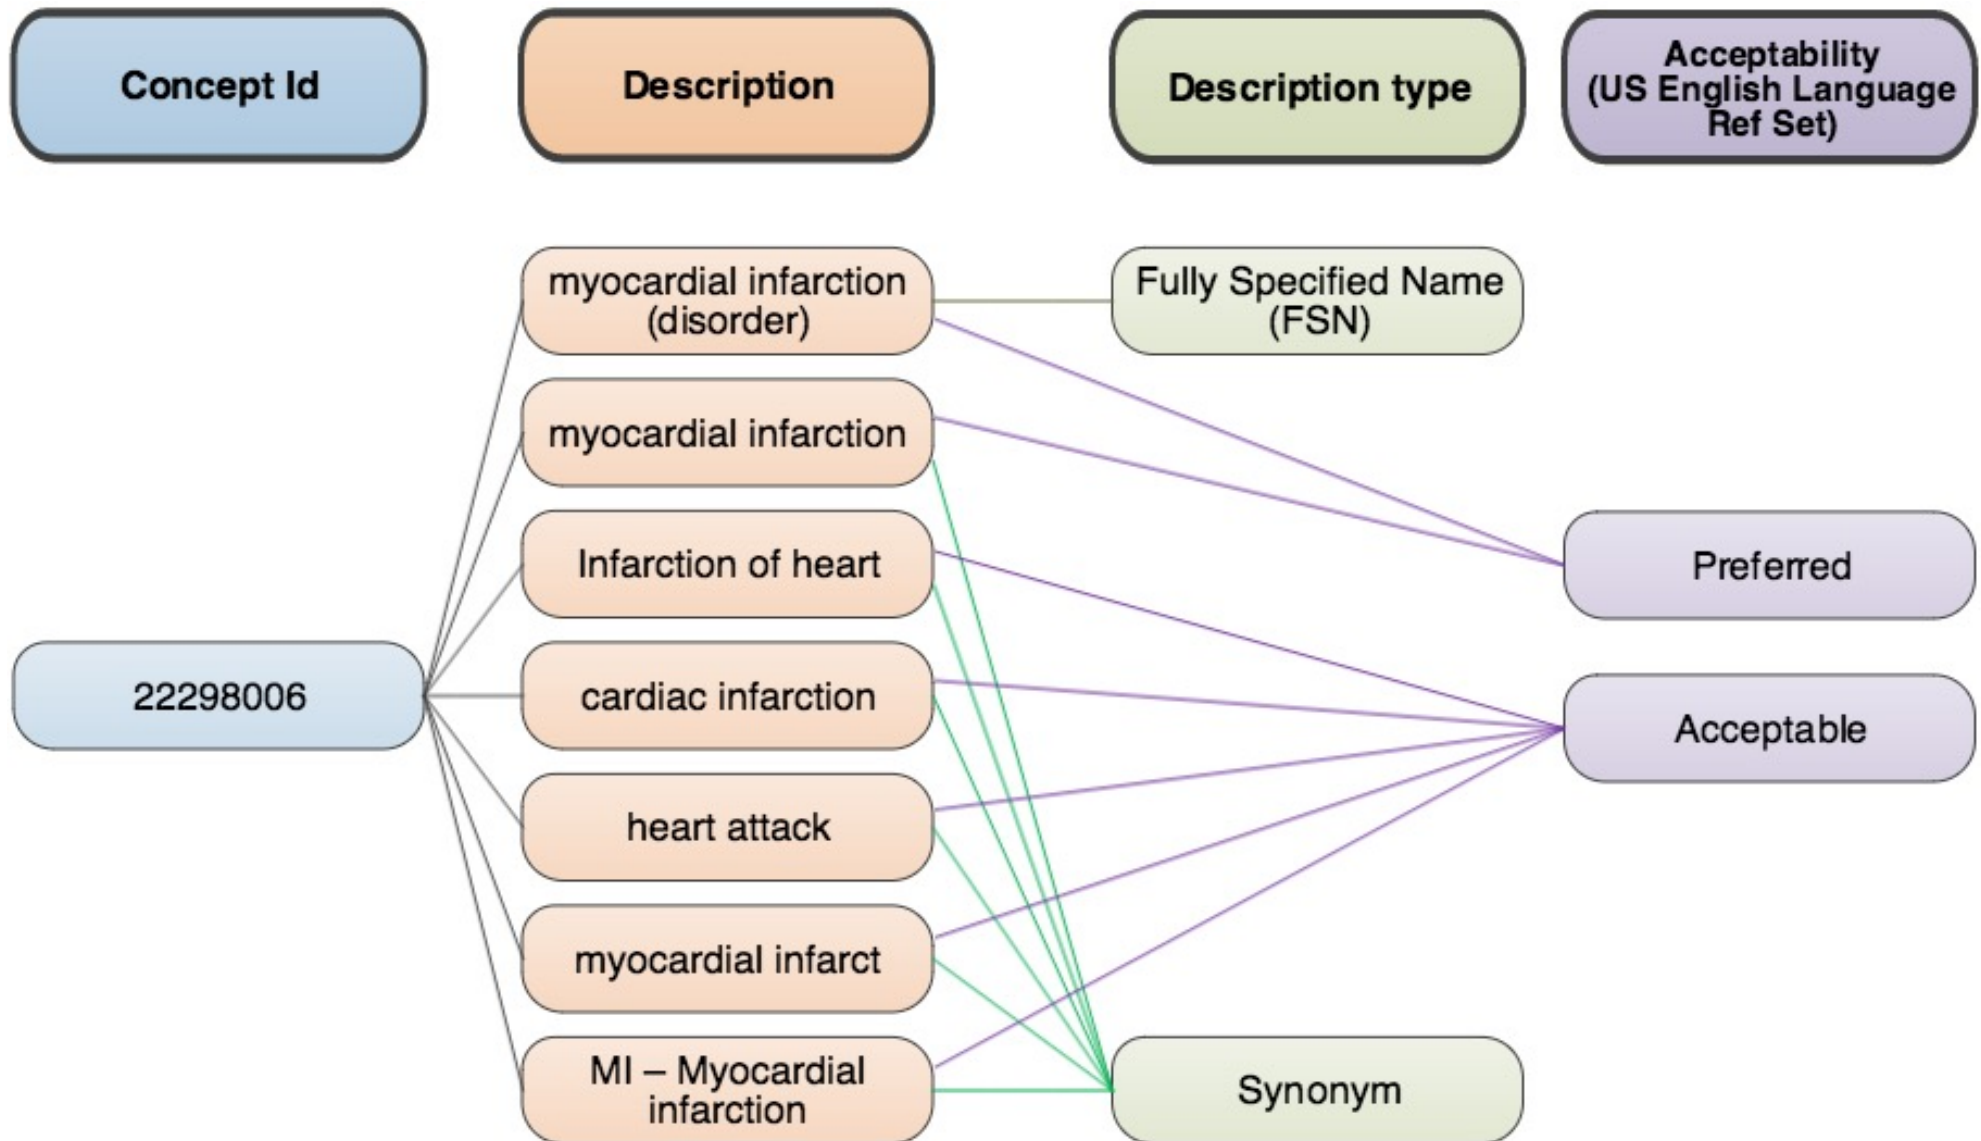 Concept Id
Description
Description type
Acceptability
(US English Language
Ref Set)
myocardial infarction
(disorder)
Fully Specified Name
(FSN)
myocardial infarction
Infarction of heart
Preferred
22298006
cardiac infarction
Acceptable
heart attack
myocardial infarct
MI – Myocardial
infarction
Synonym